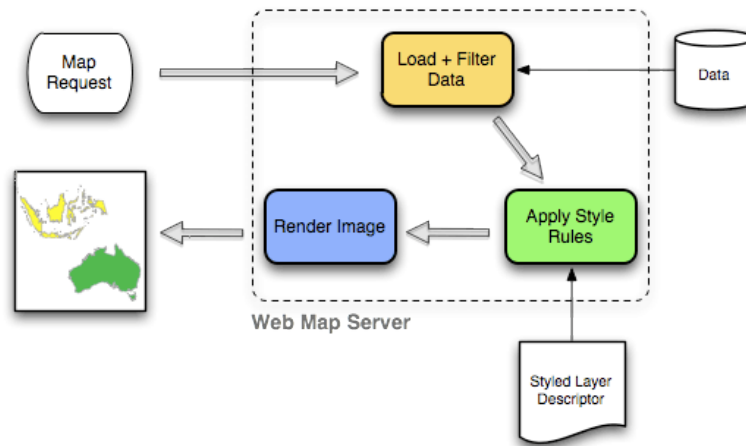 Map
Request
Load + Filter
Data
Data
Render Image
Apply Style
Rules
Web Map Server
Styled Layer
Descriptor